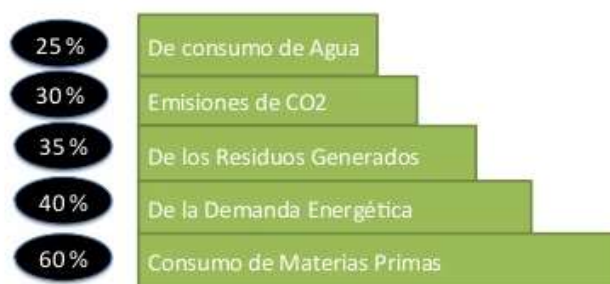 25% De consumo de Agua
30% Emisiones de CO2
35% De los Residuos Generados
40% De la Demanda Energética
60% Consumo de Materias Primas